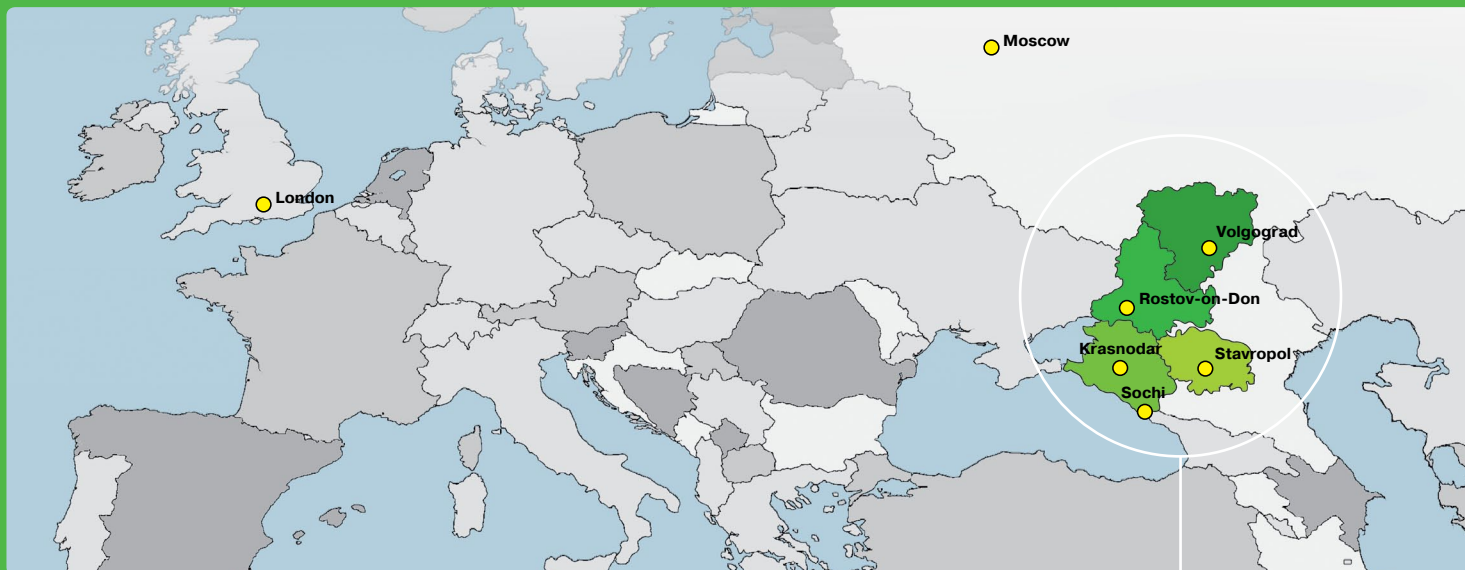 Moscow
London
Volgograd
Rostov-on-Don
Krasnodar
Stavropol
Sochi